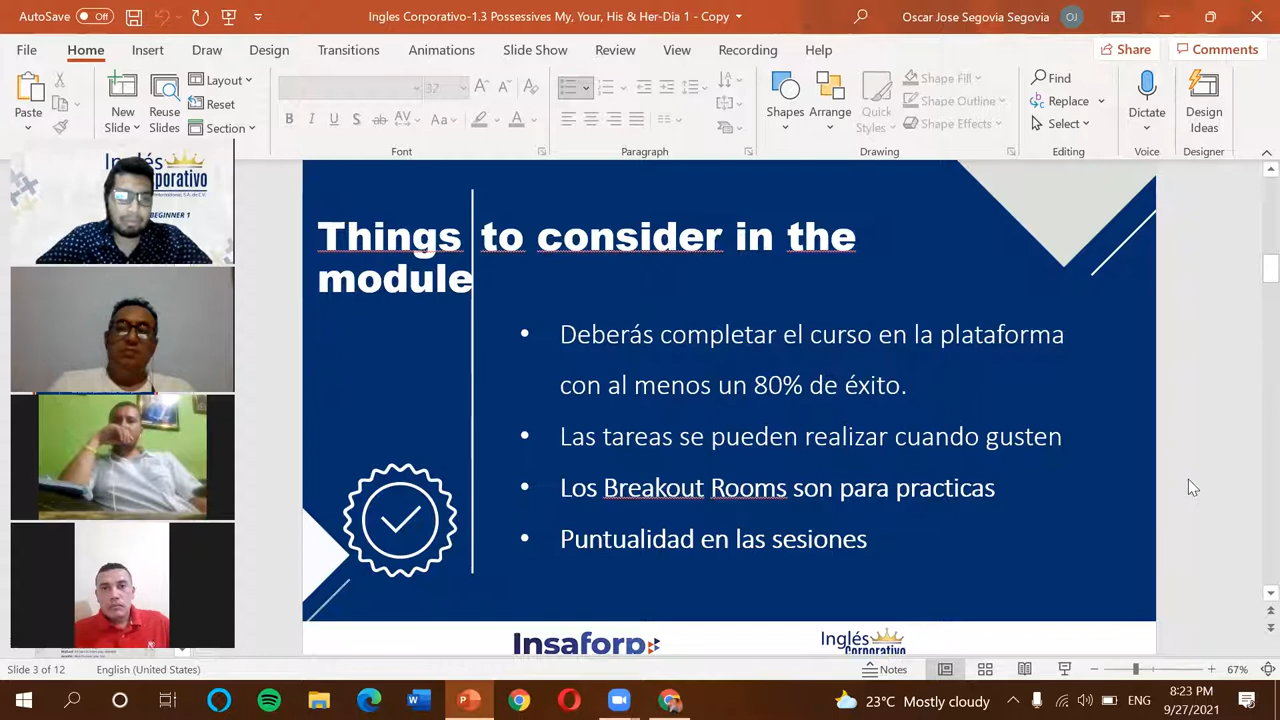 AutoSave Off
Ingles Corporativo-1.3 Possessives My, Your, His & Her-Dia 1 - Copy
Oscar Jose Segovia Segovia OJ
File Home Insert Draw Design Transitions Animations Slide Show Review View Recording Help Share Comments
Paste
New Slide
Reuse Slides
Layout
Reset
Section
Font
Paragraph
Shapes
Arrange
Quick Styles
Shape Fill
Shape Outline
Shape Effects
Drawing
Find
Replace
Select
Editing
Dictate
Voice
Design Ideas
Designer
Inglés
BEGINNER 1
Things to consider in the
module
• Deberás completar el curso en la plataforma
con al menos un 80% de éxito.
• Las tareas se pueden realizar cuando gusten
• Los Breakout Rooms son para practicas
• Puntualidad en las sesiones
Insaforp
Inglés
Corporativo
Slide 3 of 12 English (United States) Notes 67%
23°C Mostly cloudy ENG 8:23 PM
9/27/2021